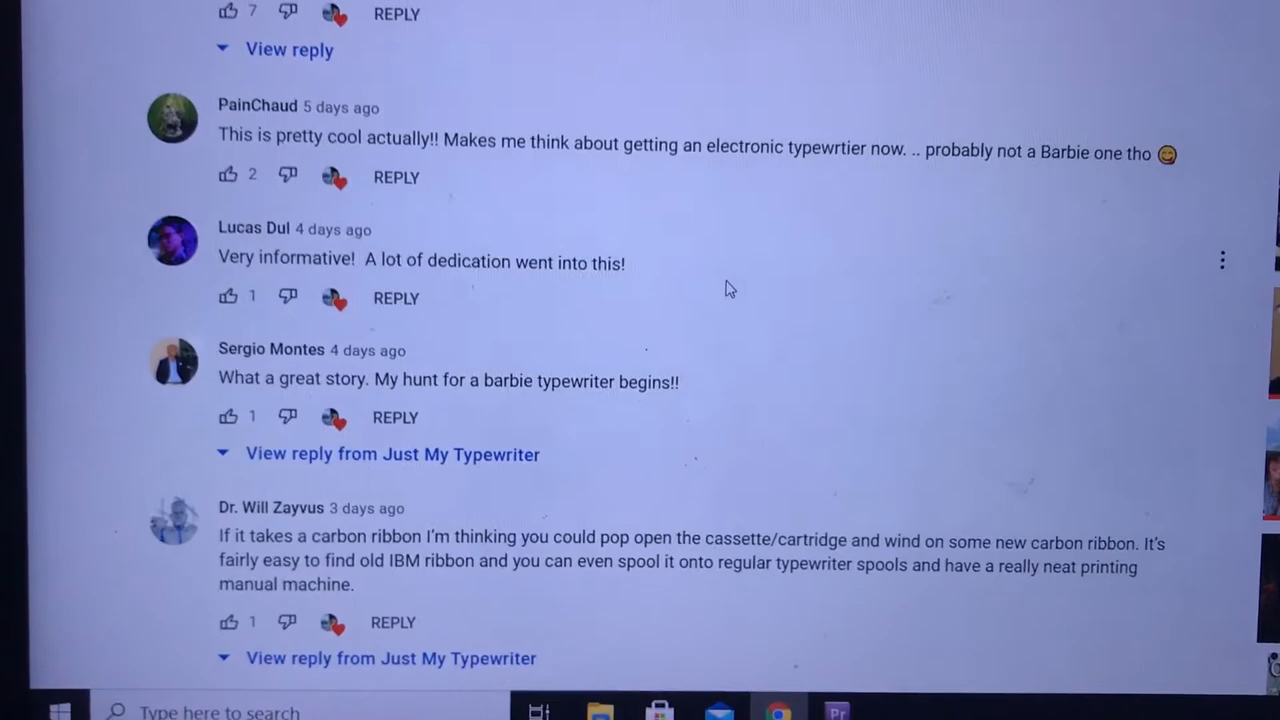 7 REPLY
View reply
PainChaud 5 days ago
This is pretty cool actually!! Makes me think about getting an electronic typewrtier now. .. probably not a Barbie one tho 😋
2 REPLY
Lucas Dul 4 days ago
Very informative! A lot of dedication went into this!
1 REPLY
Sergio Montes 4 days ago
What a great story. My hunt for a barbie typewriter begins!!
1 REPLY
View reply from Just My Typewriter
Dr. Will Zayvus 3 days ago
If it takes a carbon ribbon I'm thinking you could pop open the cassette/cartridge and wind on some new carbon ribbon. It's
fairly easy to find old IBM ribbon and you can even spool it onto regular typewriter spools and have a really neat printing
manual machine.
1 REPLY
View reply from Just My Typewriter
Type here to search
Pr